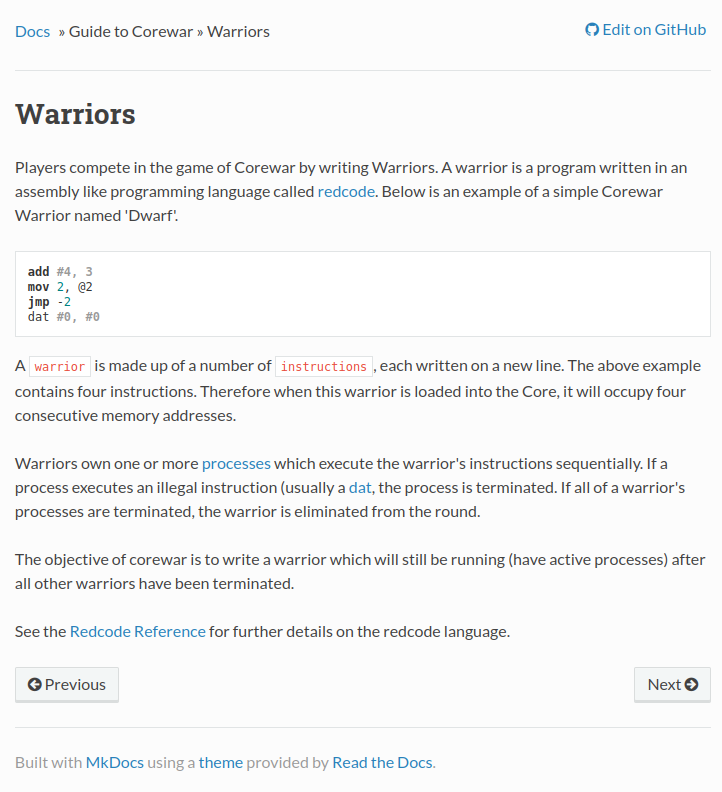 Docs » Guide to Corewar » Warriors
Edit on GitHub
Warriors
Players compete in the game of Corewar by writing Warriors. A warrior is a program written in an
assembly like programming language called redcode. Below is an example of a simple Corewar
Warrior named 'Dwarf'.
add #4, 3
mov 2, @2
jmp -2
dat #0, #0
A warrior is made up of a number of instructions, each written on a new line. The above example
contains four instructions. Therefore when this warrior is loaded into the Core, it will occupy four
consecutive memory addresses.
Warriors own one or more processes which execute the warrior's instructions sequentially. If a
process executes an illegal instruction (usually a dat, the process is terminated. If all of a warrior's
processes are terminated, the warrior is eliminated from the round.
The objective of corewar is to write a warrior which will still be running (have active processes) after
all other warriors have been terminated.
See the Redcode Reference for further details on the redcode language.
Previous
Next
Built with MkDocs using a theme provided by Read the Docs.